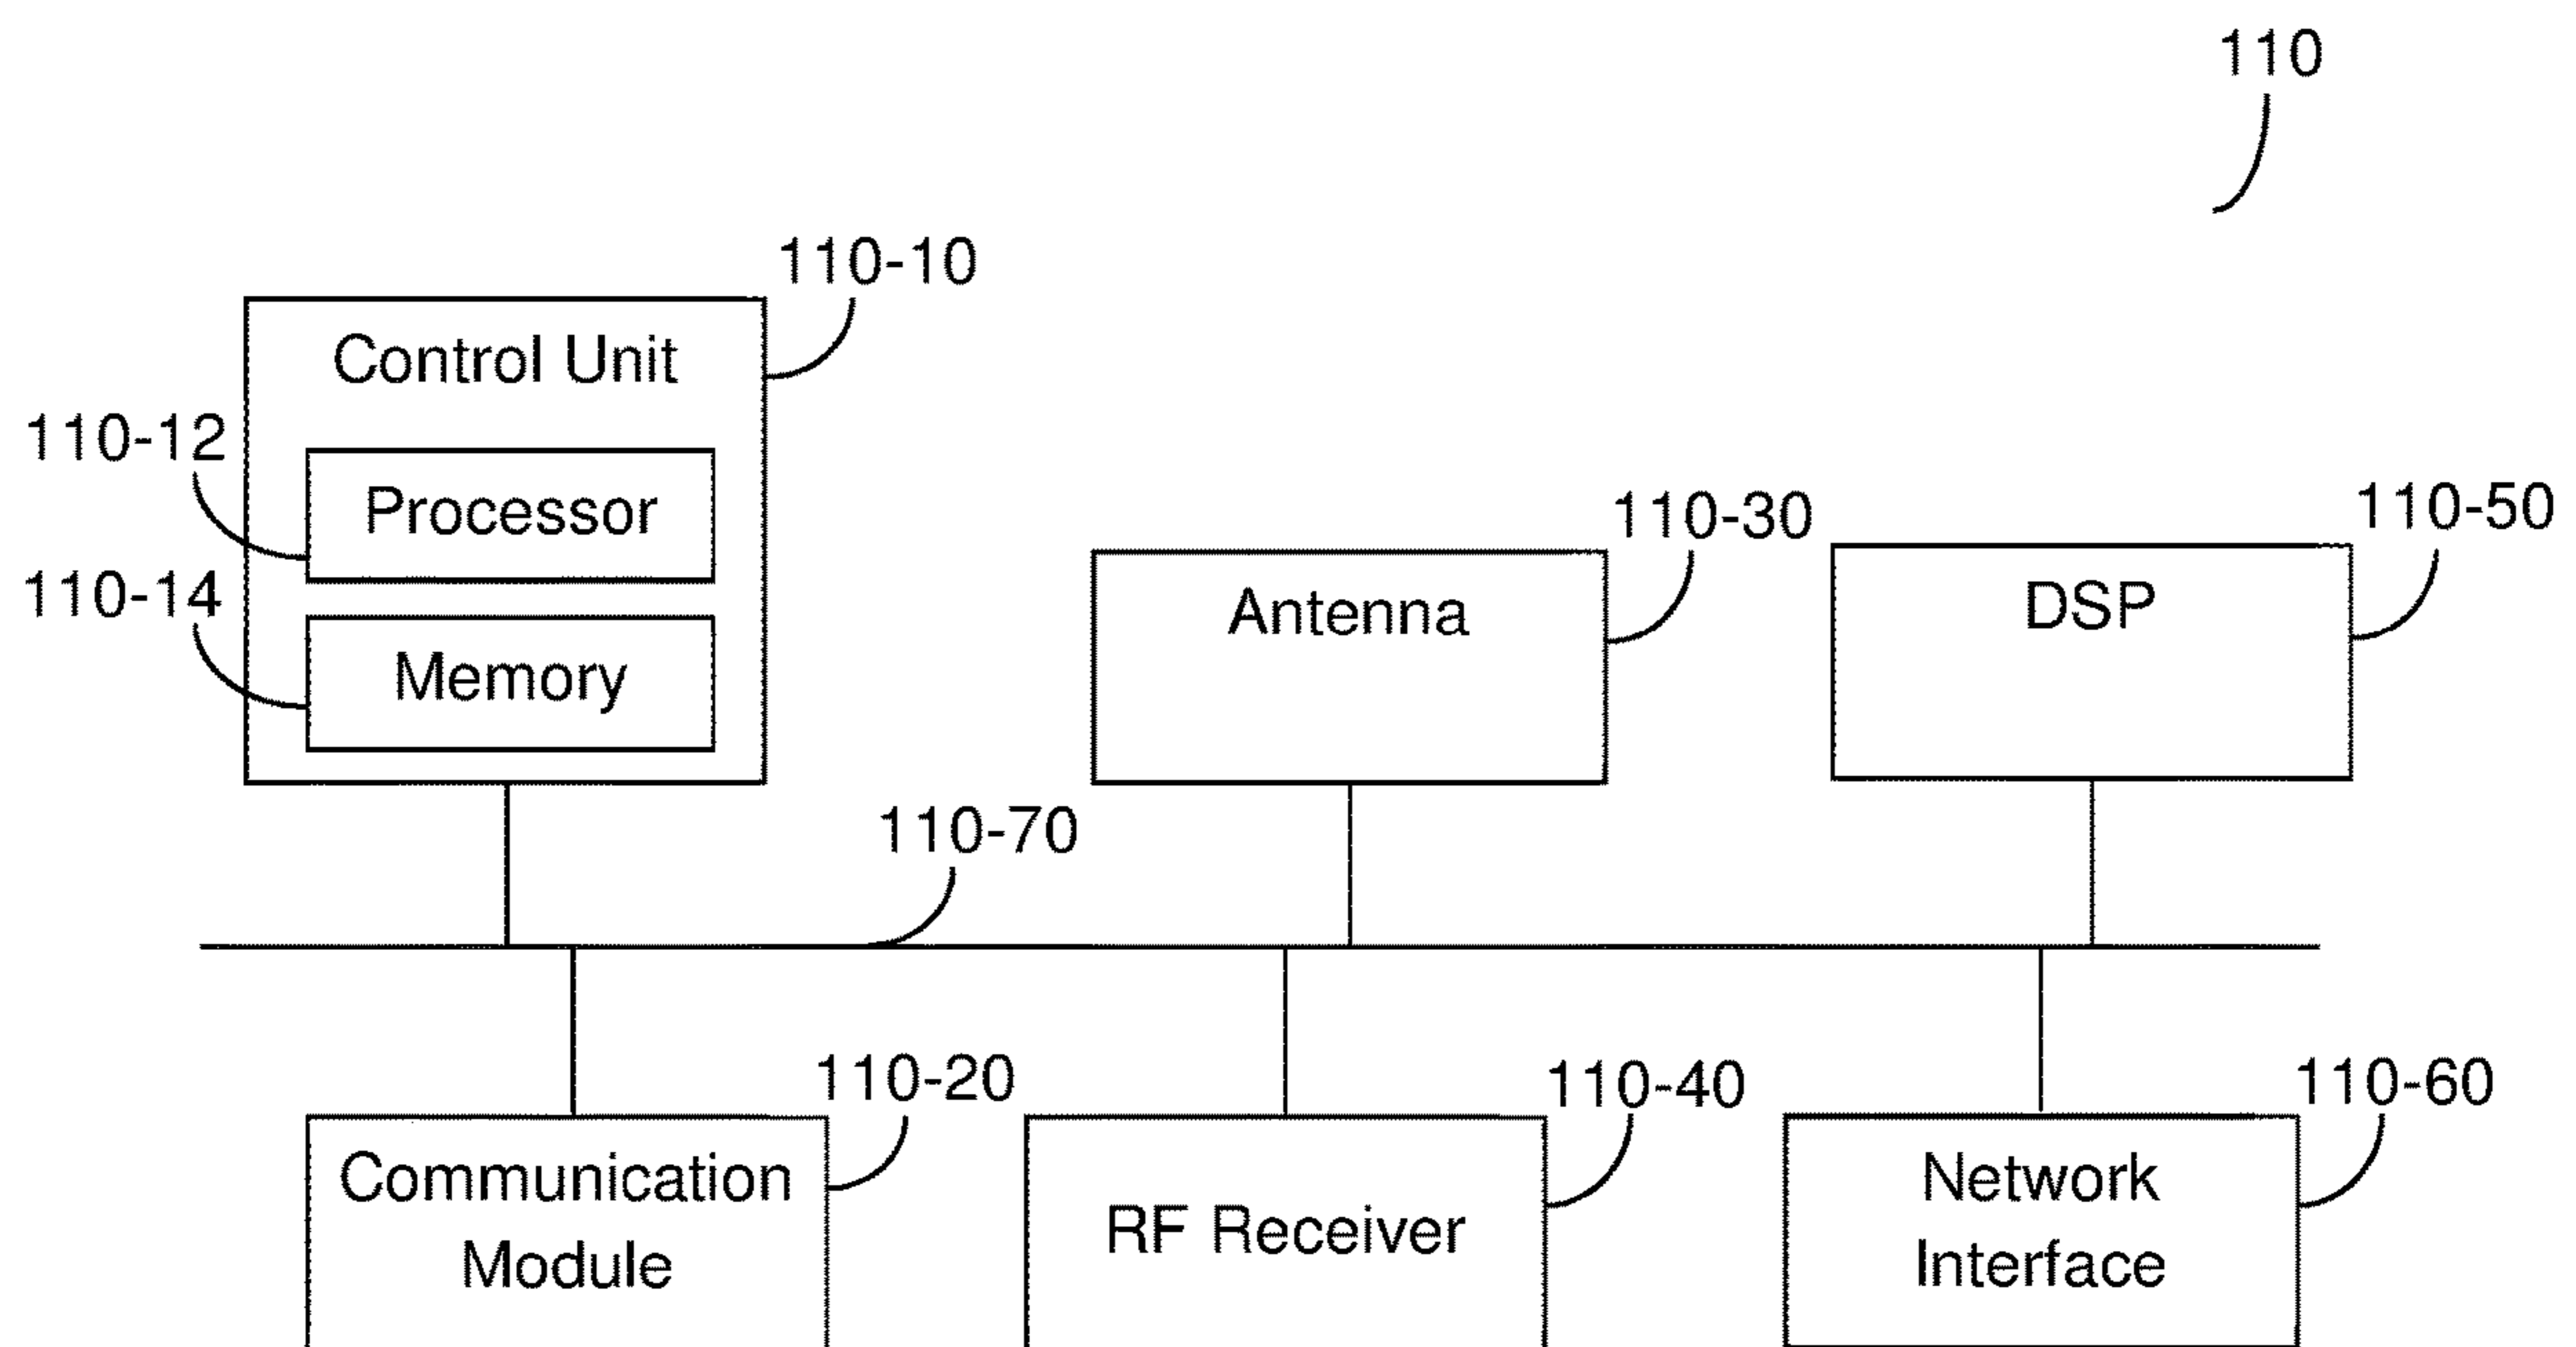 110
110-10
Control Unit
110-12
Processor
110-14
Memory
110-30
Antenna
110-50
DSP
110-70
110-20
Communication
Module
110-40
RF Receiver
110-60
Network
Interface